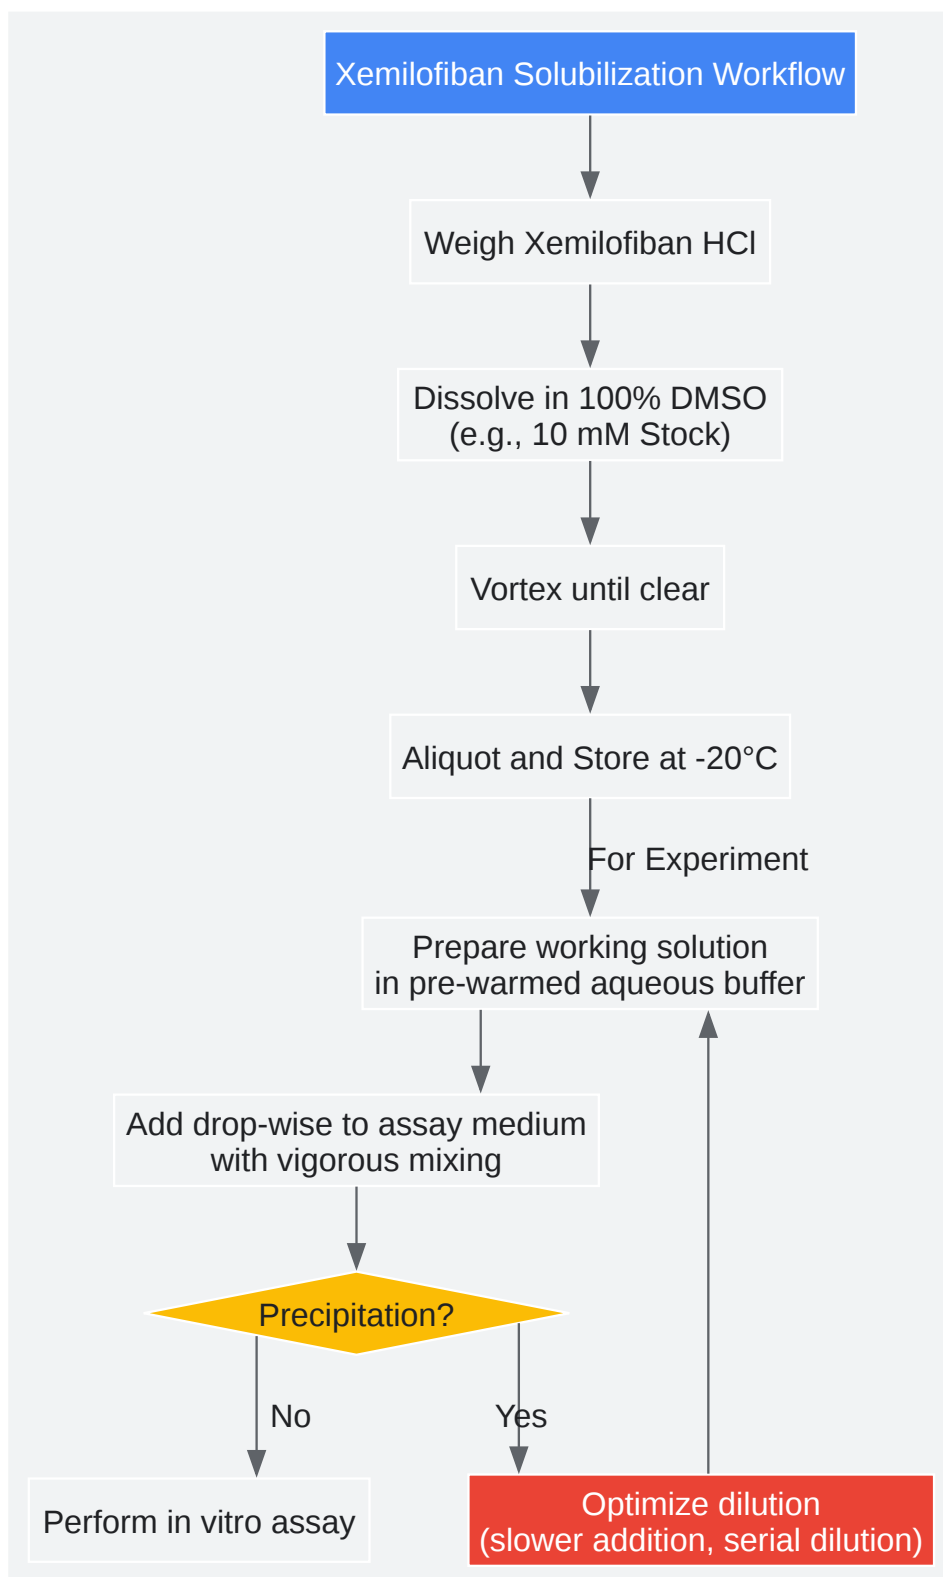 Xemilofiban Solubilization Workflow
Weigh Xemilofiban HCl
Dissolve in 100% DMSO
(e.g., 10 mM Stock)
Vortex until clear
Aliquot and Store at -20°C
For Experiment
Prepare working solution
in pre-warmed aqueous buffer
Add drop-wise to assay medium
with vigorous mixing
Precipitation?
No
Yes
Perform in vitro assay
Optimize dilution
(slower addition, serial dilution)